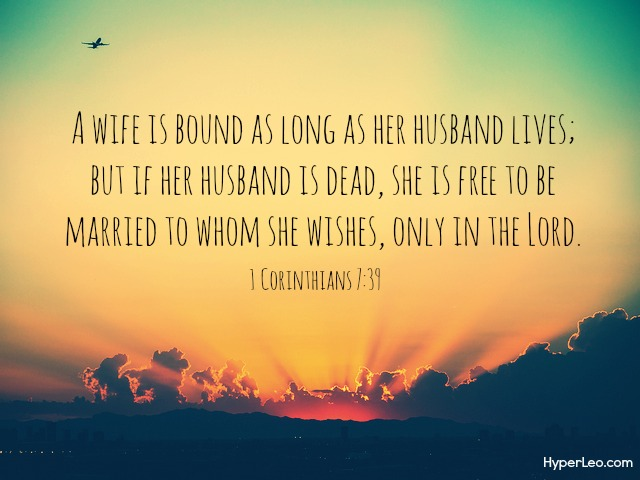 A wife is bound as long as her husband lives;
but if her husband is dead, she is free to be
married to whom she wishes, only in the Lord.
1 Corinthians 7:39
HyperLeo.com